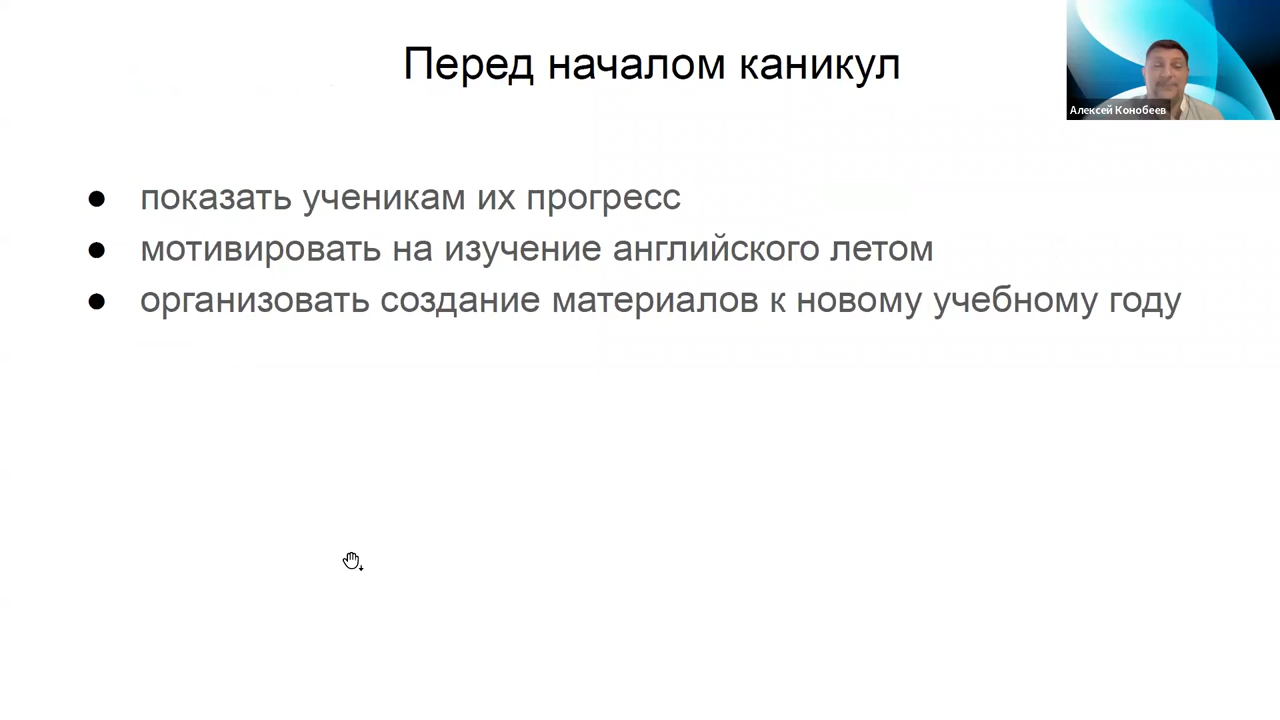 Перед началом каникул
Алексей Конобеев
● показать ученикам их прогресс
● мотивировать на изучение английского летом
● организовать создание материалов к новому учебному году